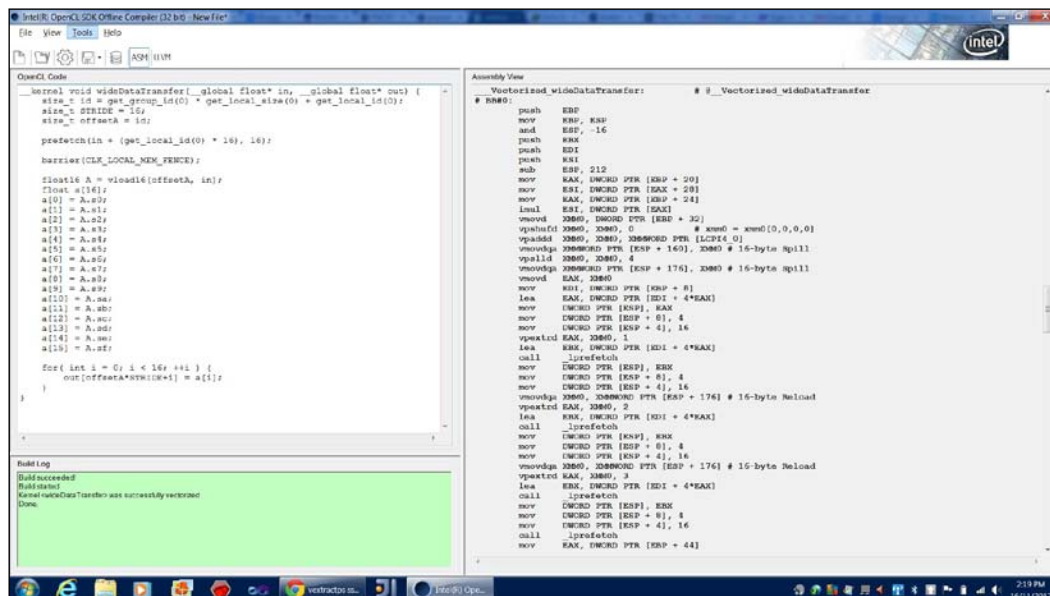 Intel(R) OpenCL SDK Offline Compiler (32 bit) - New File*
File View Tools Help
ASM LLVM
intel
OpenCL Code
__kernel void wideDataTransfer(__global float* in, __global float* out) {
size_t id = get_group_id(0) * get_local_size(0) + get_local_id(0);
size_t STRIDE = 16;
size_t offsetA = id;
prefetch(in + (get_local_id(0) * 16), 16);
barrier(CLK_LOCAL_MEM_FENCE);
float16 A = vload16(offsetA, in);
float a[16];
a[0] = A.s0;
a[1] = A.s1;
a[2] = A.s2;
a[3] = A.s3;
a[4] = A.s4;
a[5] = A.s5;
a[6] = A.s6;
a[7] = A.s7;
a[8] = A.s8;
a[9] = A.s9;
a[10] = A.sa;
a[11] = A.sb;
a[12] = A.sc;
a[13] = A.sd;
a[14] = A.se;
a[15] = A.sf;
for( int i = 0; i < 16; ++i ) {
out[offsetA*STRIDE+i] = a[i];
}
}
Build Log
Build succeeded!
Build started
Kernel <wideDataTransfer> was successfully vectorized
Done.
Assembly View
__Vectorized_wideDataTransfer: # @__Vectorized_wideDataTransfer
# BB#0:
push EBP
mov EBP, ESP
and ESP, -16
push EBX
push EDI
push ESI
sub ESP, 212
mov EAX, DWORD PTR [EBP + 20]
mov ESI, DWORD PTR [EAX + 28]
mov EAX, DWORD PTR [EBP + 24]
imul ESI, DWORD PTR [EAX]
vmovd XMM0, DWORD PTR [EBP + 32]
vpshufd XMM0, XMM0, 0 # xmm0 = xmm0[0,0,0,0]
vpaddd XMM0, XMM0, XMMWORD PTR [LCPI4_0]
vmovdqa XMMWORD PTR [ESP + 160], XMM0 # 16-byte Spill
vpslld XMM0, XMM0, 4
vmovdqa XMMWORD PTR [ESP + 176], XMM0 # 16-byte Spill
vmovd EAX, XMM0
mov EDI, DWORD PTR [EBP + 8]
lea EAX, DWORD PTR [EDI + 4*EAX]
mov DWORD PTR [ESP], EAX
mov DWORD PTR [ESP + 8], 4
mov DWORD PTR [ESP + 4], 16
vpextrd EAX, XMM0, 1
lea EBX, DWORD PTR [EDI + 4*EAX]
call _lprefetch
mov DWORD PTR [ESP], EBX
mov DWORD PTR [ESP + 8], 4
mov DWORD PTR [ESP + 4], 16
vmovdqa XMM0, XMMWORD PTR [ESP + 176] # 16-byte Reload
vpextrd EAX, XMM0, 2
lea EBX, DWORD PTR [EDI + 4*EAX]
call _lprefetch
mov DWORD PTR [ESP], EBX
mov DWORD PTR [ESP + 8], 4
mov DWORD PTR [ESP + 4], 16
vmovdqa XMM0, XMMWORD PTR [ESP + 176] # 16-byte Reload
vpextrd EAX, XMM0, 3
lea EBX, DWORD PTR [EDI + 4*EAX]
call _lprefetch
mov DWORD PTR [ESP], EBX
mov DWORD PTR [ESP + 8], 4
mov DWORD PTR [ESP + 4], 16
call _lprefetch
mov EAX, DWORD PTR [EBP + 44]
vextractps ss...
Intel(R) Ope...
2:19 PM